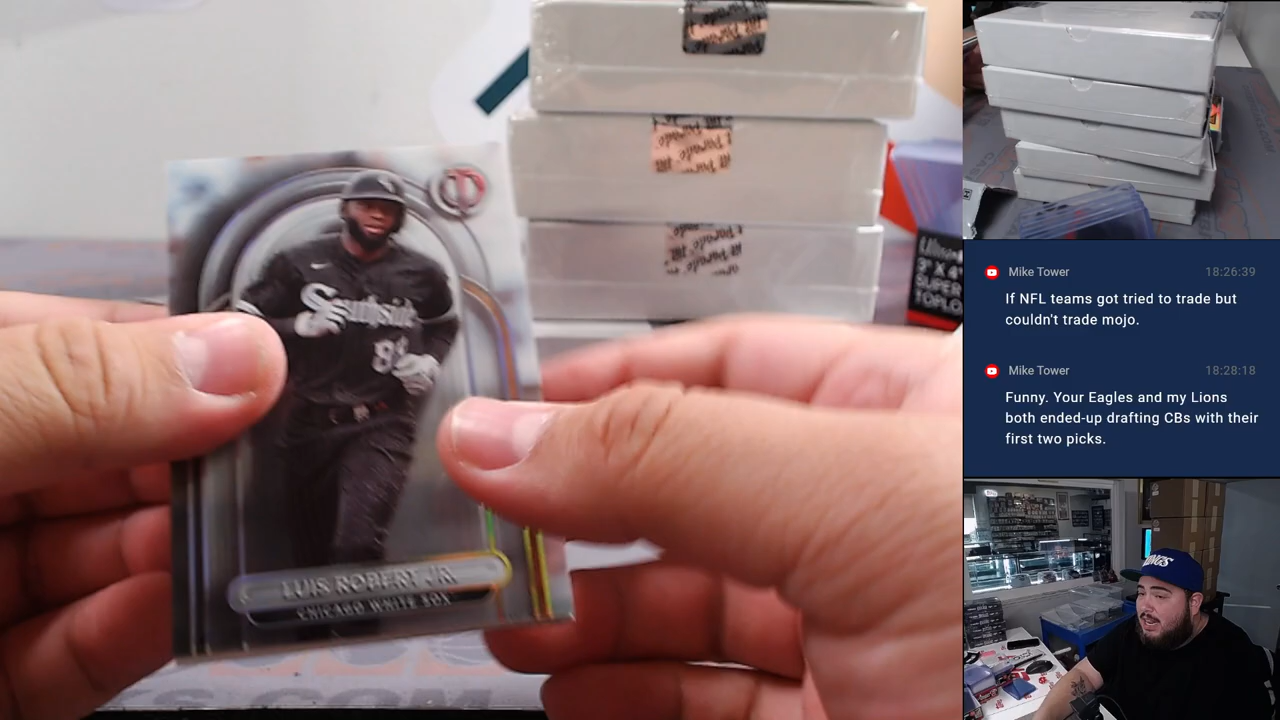 Southside
8
LUIS ROBERT JR.
CHICAGO WHITE SOX
Mike Tower
18:26:39
If NFL teams got tried to trade but
couldn't trade mojo.
Mike Tower
18:28:18
Funny. Your Eagles and my Lions
both ended-up drafting CBs with their
first two picks.